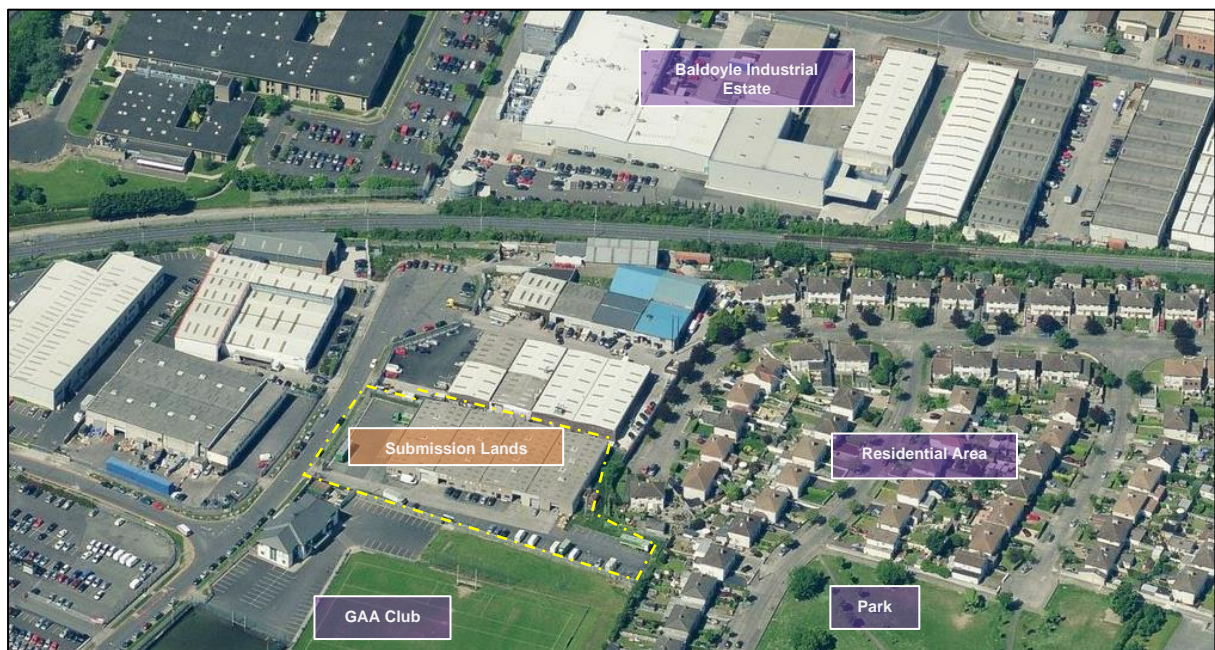 Baldoyle Industrial
Estate
Submission Lands
Residential Area
GAA Club
Park